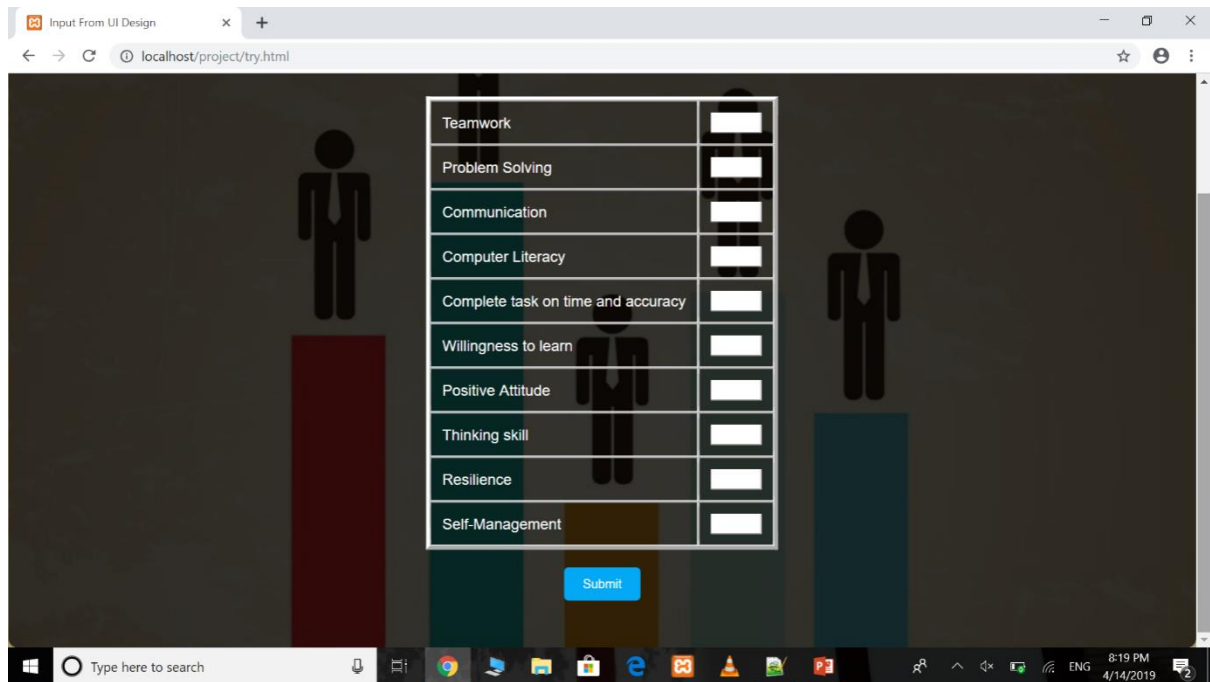 Input From UI Design
localhost/project/try.html
Teamwork
Problem Solving
Communication
Computer Literacy
Complete task on time and accuracy
Willingness to learn
Positive Attitude
Thinking skill
Resilience
Self-Management
Submit
Type here to search
ENG
8:19 PM
4/14/2019
2